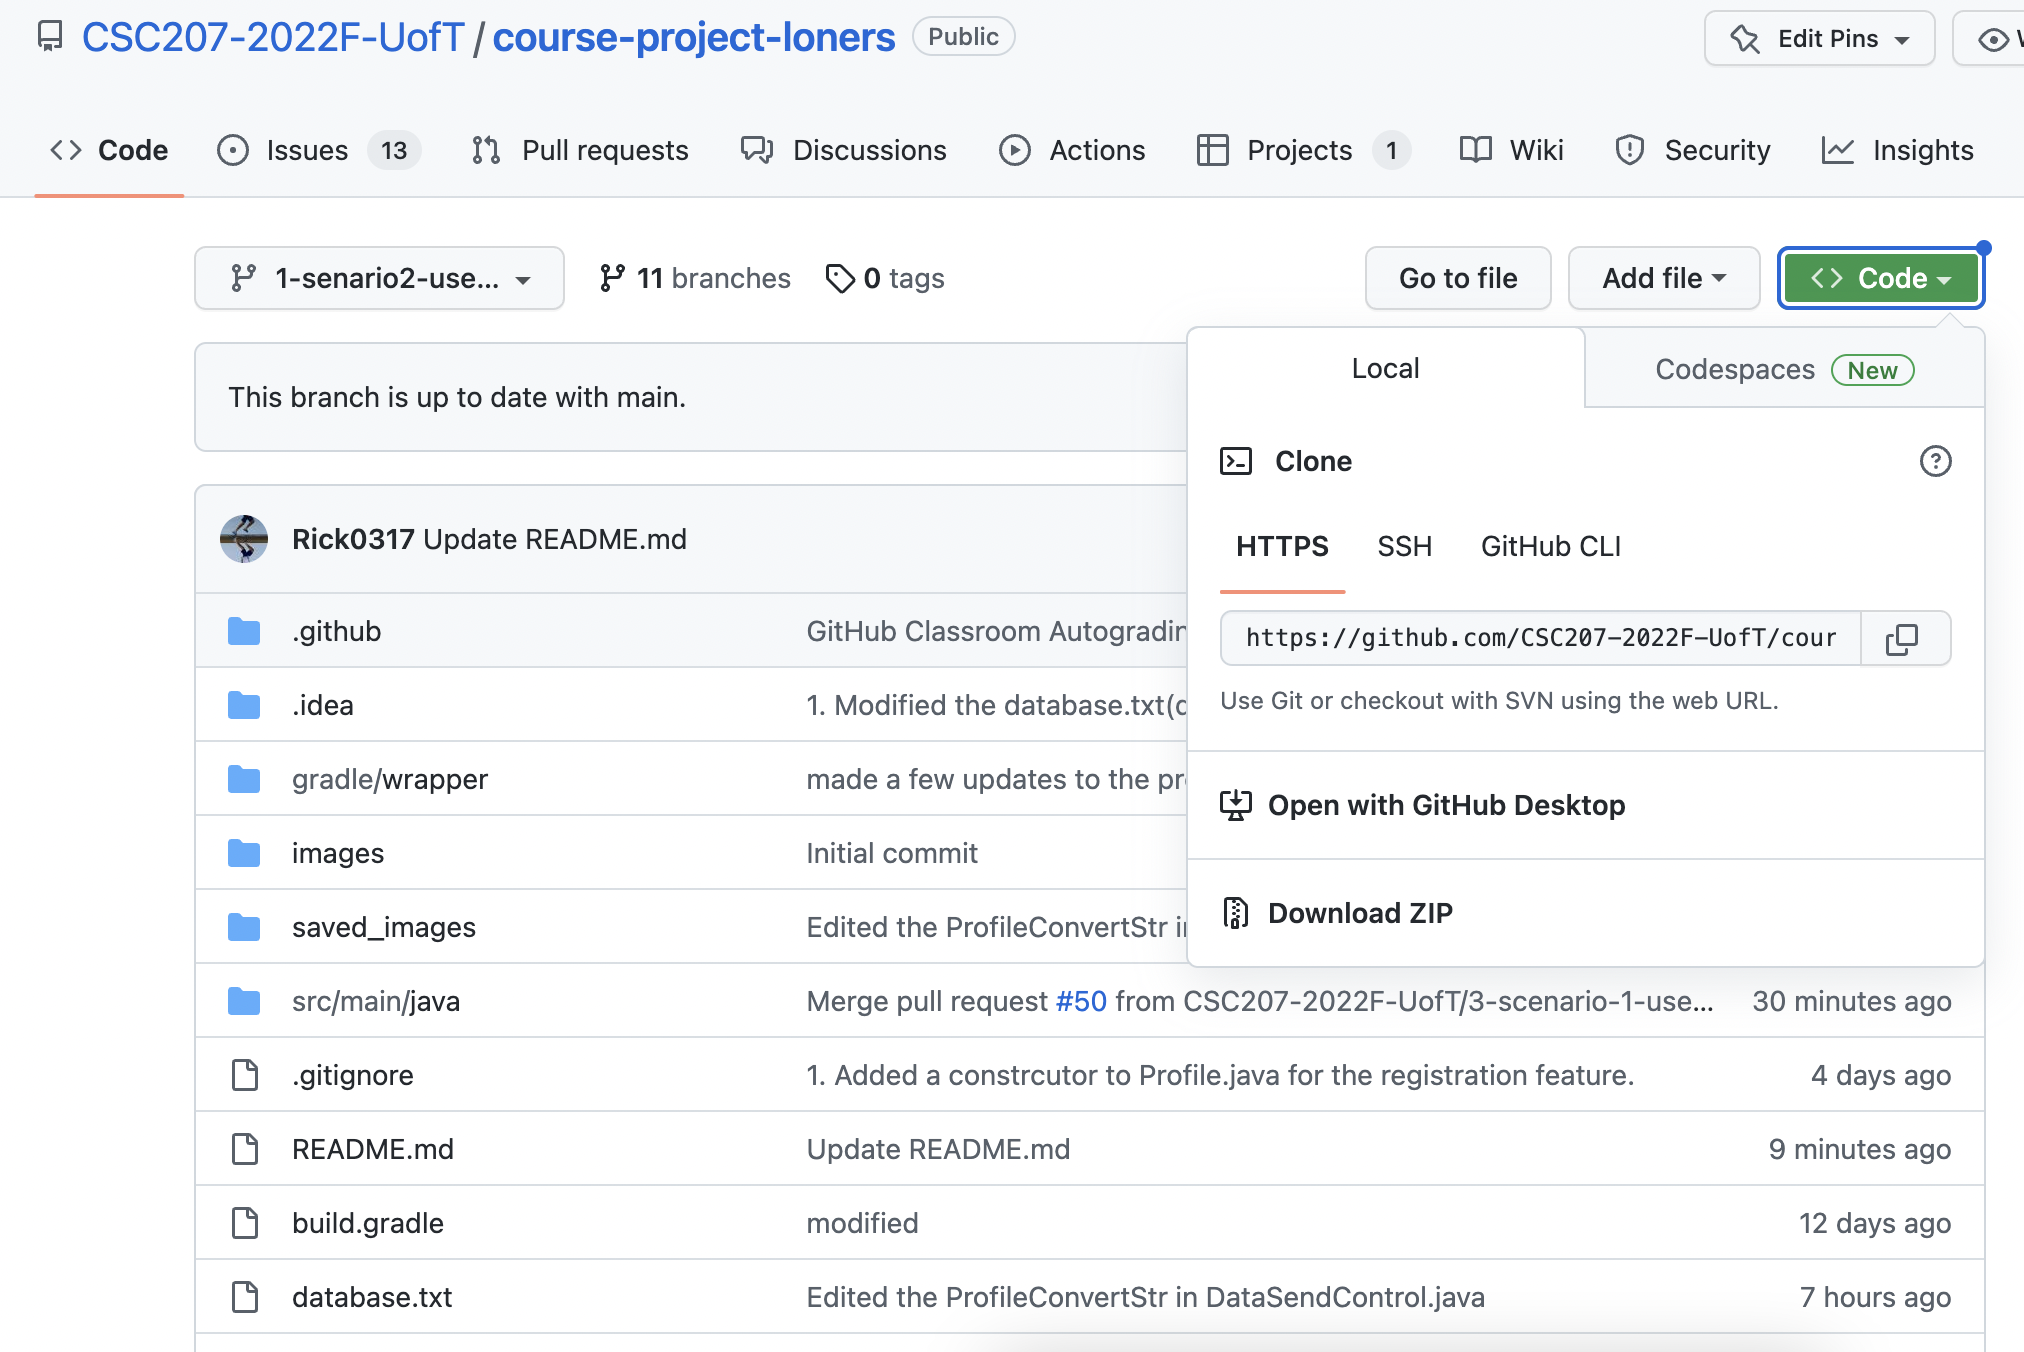 CSC207-2022F-UofT / course-project-loners Public Edit Pins
Code Issues 13 Pull requests Discussions Actions Projects 1 Wiki Security Insights
1-senario2-use... 11 branches 0 tags Go to file Add file Code
This branch is up to date with main.
Local Codespaces New
Clone
HTTPS SSH GitHub CLI
https://github.com/CSC207-2022F-UofT/cour
Use Git or checkout with SVN using the web URL.
Open with GitHub Desktop
Download ZIP
Rick0317 Update README.md
.github GitHub Classroom Autogradin
.idea 1. Modified the database.txt(
gradle/wrapper made a few updates to the pr
images Initial commit
saved_images Edited the ProfileConvertStr i
src/main/java Merge pull request #50 from CSC207-2022F-UofT/3-scenario-1-use... 30 minutes ago
.gitignore 1. Added a constrcutor to Profile.java for the registration feature. 4 days ago
README.md Update README.md 9 minutes ago
build.gradle modified 12 days ago
database.txt Edited the ProfileConvertStr in DataSendControl.java 7 hours ago